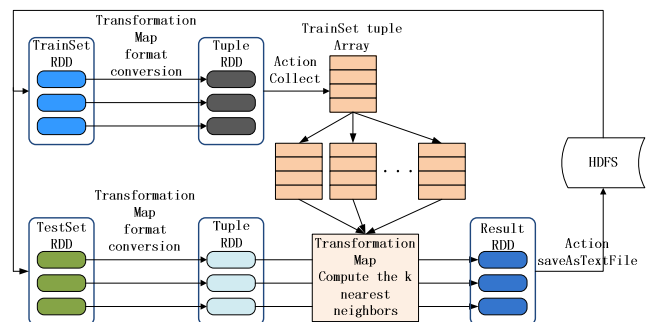 Transformation
Map
format
conversion
TrainSet
RDD
Tuple
RDD
Action
Collect
TrainSet tuple
Array
...
HDFS
Transformation
Map
format
conversion
TestSet
RDD
Tuple
RDD
Transformation
Map
Compute the k
nearest
neighbors
Result
RDD
Action
saveAsTextFile